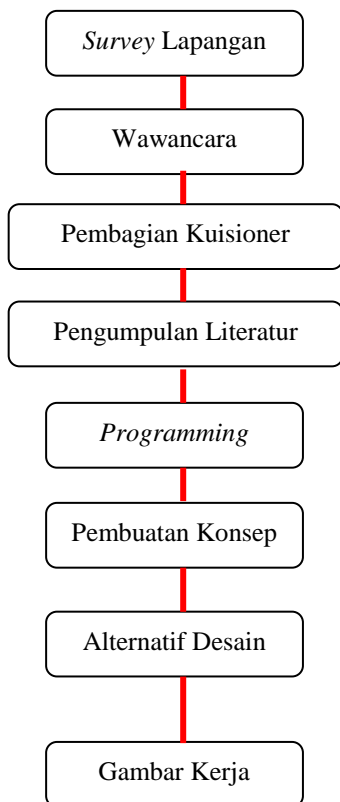 Survey Lapangan
Wawancara
Pembagian Kuisioner
Pengumpulan Literatur
Programming
Pembuatan Konsep
Alternatif Desain
Gambar Kerja